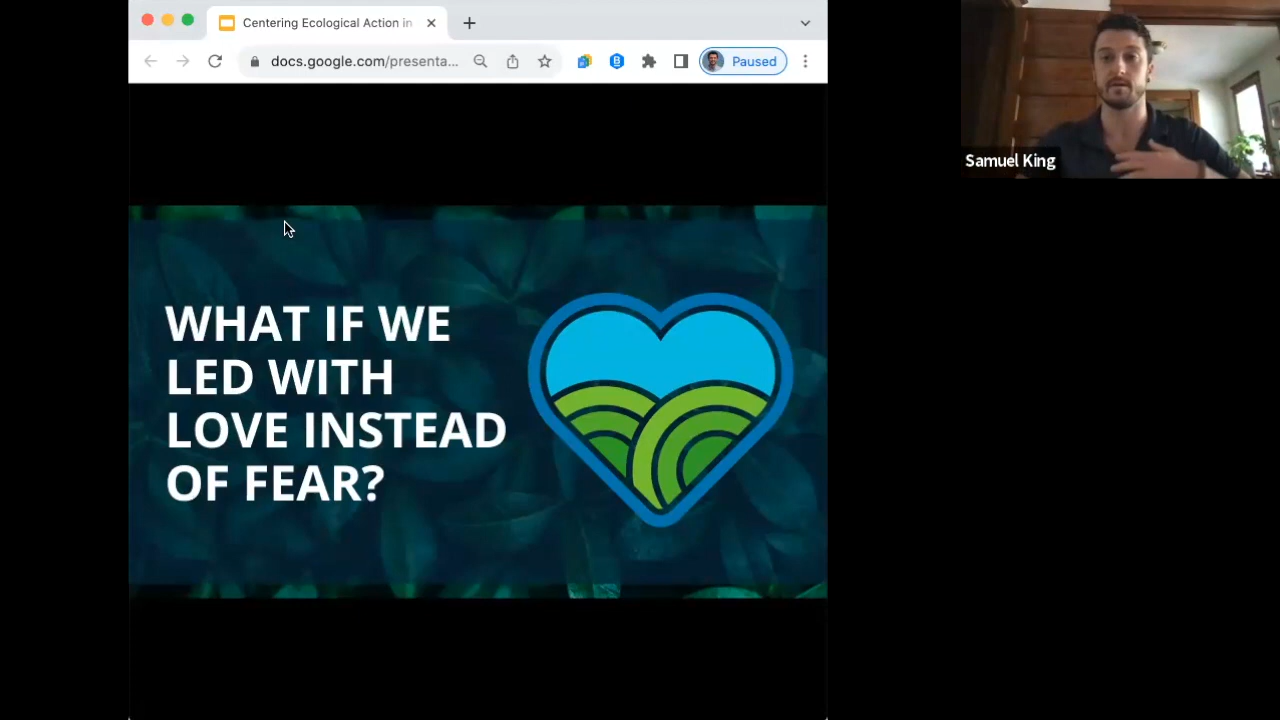 Centering Ecological Action in
docs.google.com/presenta...
Paused
Samuel King
WHAT IF WE
LED WITH
LOVE INSTEAD
OF FEAR?